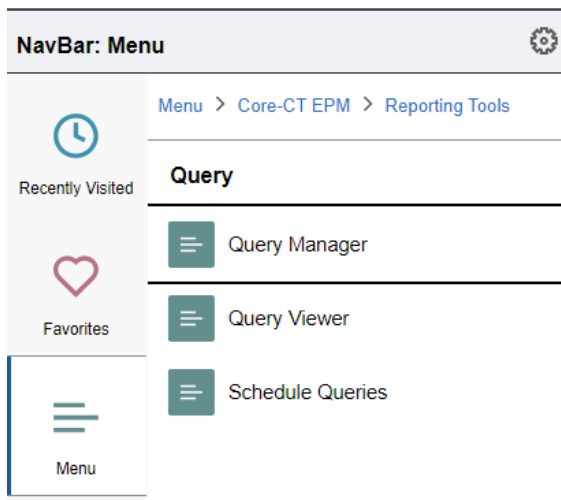 NavBar: Menu
Menu > Core-CT EPM > Reporting Tools
Recently Visited
Query
Query Manager
Favorites
Query Viewer
Schedule Queries
Menu